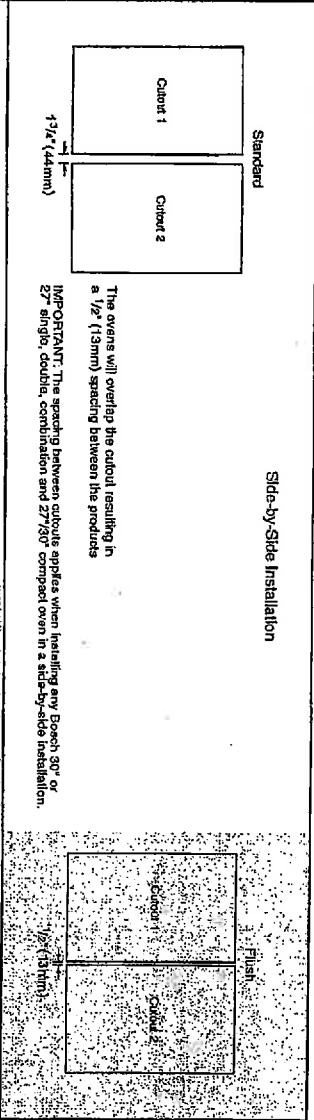 Side-by-Side Installation
Standard
Cutout 1
Cutout 2
1 3/4" (44mm)
The ovens will overlap the cutout resulting in
a 1/2" (13mm) spacing between the products
IMPORTANT: The spacing between cutouts applies when installing any Bosch 30" or
27" single, double, combination and 27"/30" compact oven in a side-by-side installation.
Flush
Cutout 1
Cutout 2
1/2" (13mm)